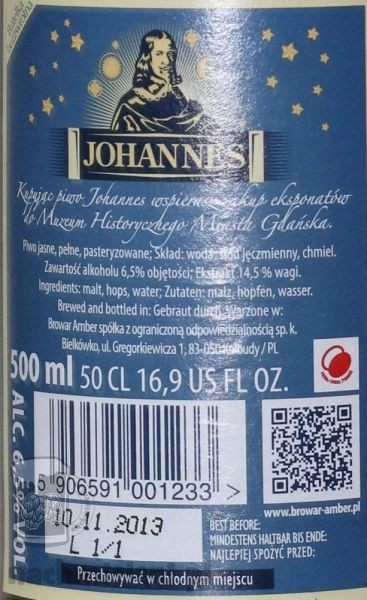 Butelka
bezzwrotna
JOHANNES
Kupując piwo Johannes wspierasz zakup eksponatów
do Muzeum Historycznego Miasta Gdańska.
Piwo jasne, pełne, pasteryzowane; Skład: woda, słód jęczmienny, chmiel.
Zawartość alkoholu 6,5% objętości; Ekstrakt 14,5 % wagi.
Ingredients: malt, hops, water; Zutaten: malz, hopfen, wasser.
Brewed and bottled in: Gebraut durch: Warzone w:
Browar Amber spółka z ograniczoną odpowiedzialnością sp. k.
Bielkówko, ul. Gregorkiewicza 1, 83-050 Kolbudy / PL
500 ml 50 CL 16,9 US FL OZ.
ALC. 6,5% VOL
5 906591 001233 >
www.browar-amber.pl
10.11.2013
L 1/1
BEST BEFORE:
MINDESTENS HALTBAR BIS ENDE:
NAJLEPIEJ SPOŻYĆ PRZED:
Przechowywać w chłodnym miejscu